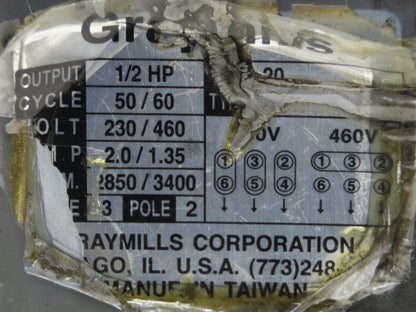 Graymills
OUTPUT 1/2 HP 20
CYCLE 50 / 60
OLT 230 / 460 0V 460V
M P 2.0 / 1.35 ① ③ ② ① ③ ②
M. 2850 / 3400 ⑥ ⑤ ④ ⑥ ⑤ ④
E 3 POLE 2 ↓ ↓ ↓ ↓ ↓ ↓
RAYMILLS CORPORATION
AGO, IL. U.S.A. (773)248
MANUE IN TAIWAN